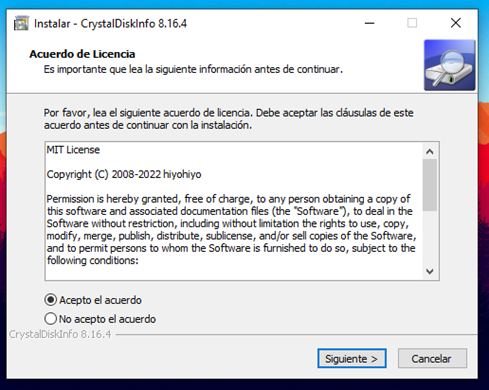 Instalar - CrystalDiskInfo 8.16.4
Acuerdo de Licencia
Es importante que lea la siguiente información antes de continuar.
Por favor, lea el siguiente acuerdo de licencia. Debe aceptar las cláusulas de este
acuerdo antes de continuar con la instalación.
MIT License
Copyright (C) 2008-2022 hiyohiyo
Permission is hereby granted, free of charge, to any person obtaining a copy of
this software and associated documentation files (the "Software"), to deal in the
Software without restriction, including without limitation the rights to use, copy,
modify, merge, publish, distribute, sublicense, and/or sell copies of the Software,
and to permit persons to whom the Software is furnished to do so, subject to the
following conditions:
Acepto el acuerdo
No acepto el acuerdo
CrystalDiskInfo 8.16.4
Siguiente >
Cancelar